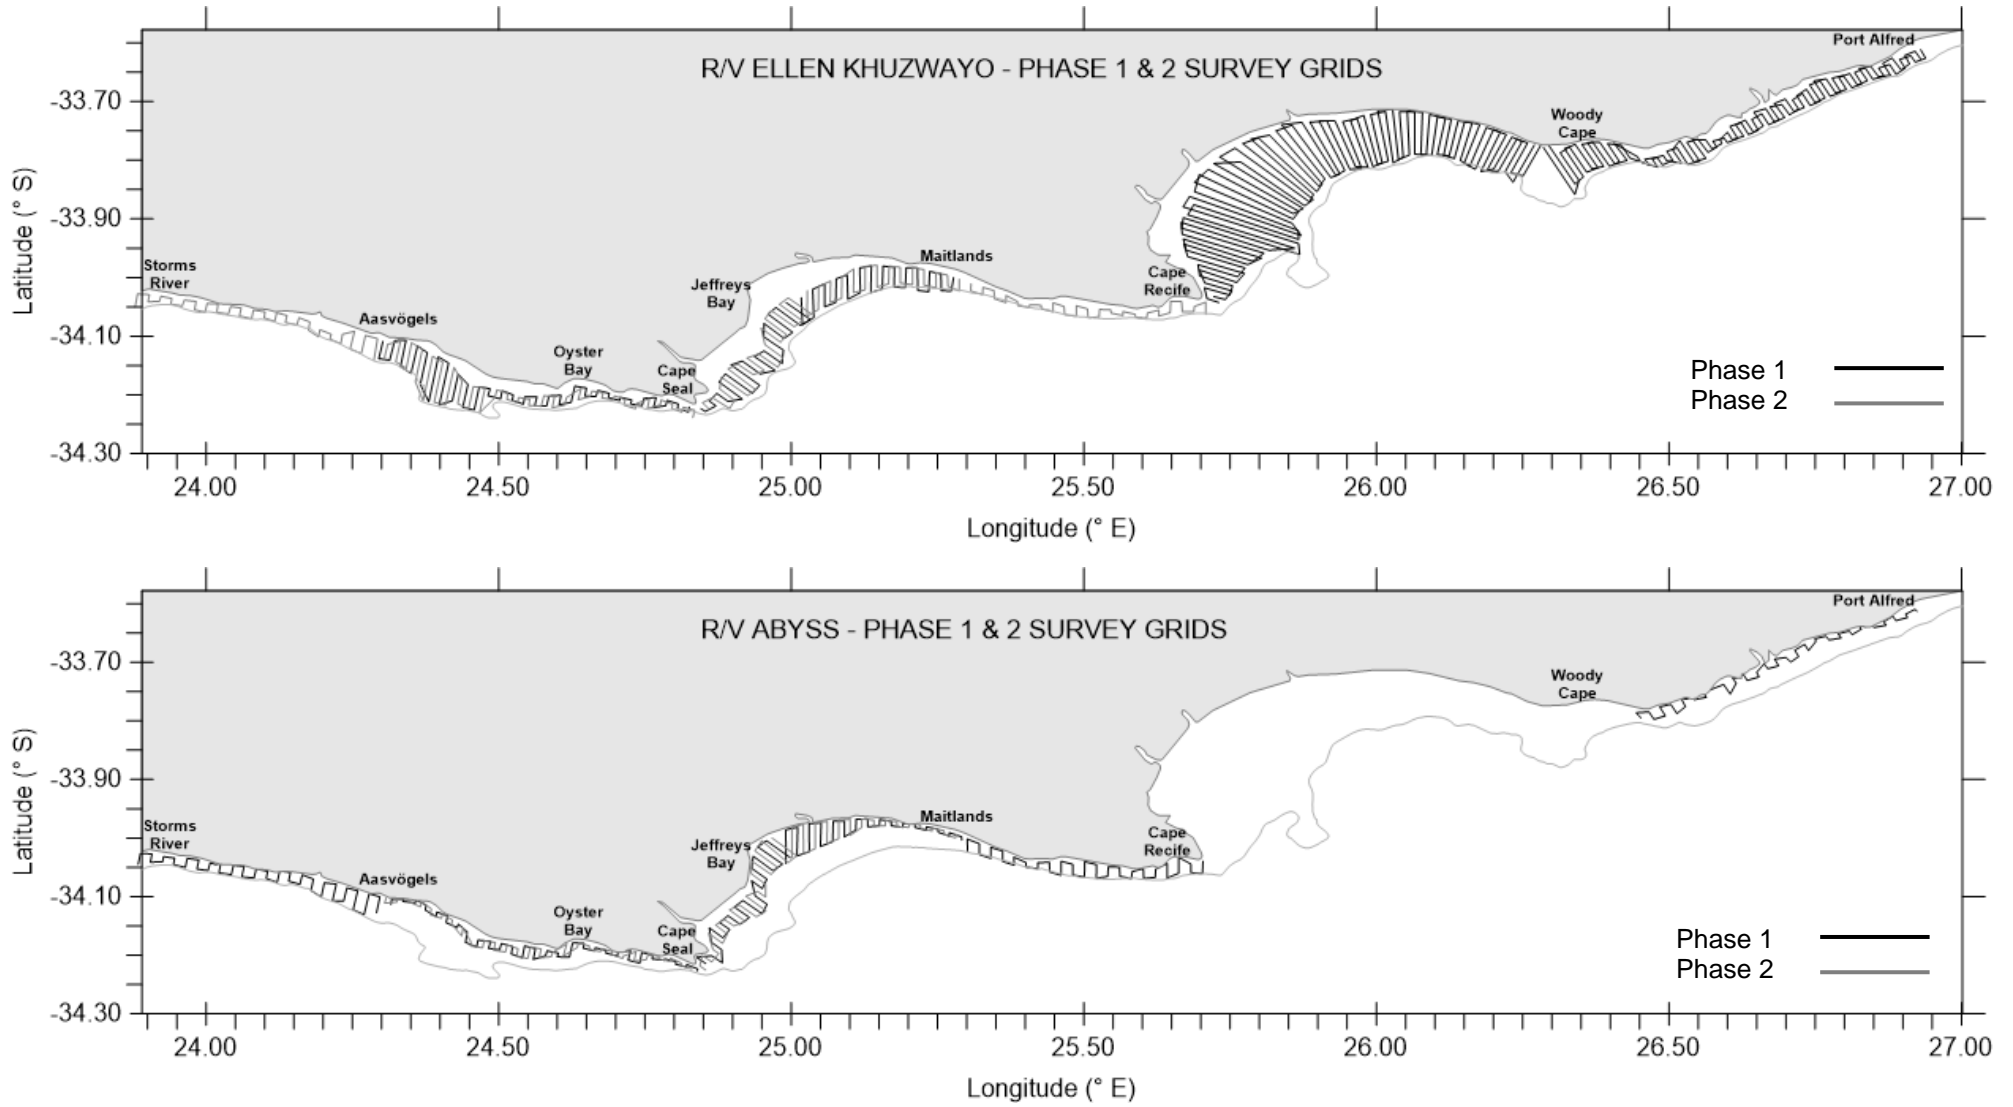 R/V ELLEN KHUZWAYO - PHASE 1 & 2 SURVEY GRIDS
Port Alfred
Woody
Cape
Maitlands
Cape
Recife
Storms
River
Jeffreys
Bay
Aasvögels
Oyster
Bay
Cape
Seal
Phase 1
Phase 2
Latitude (° S)
-33.70
-33.90
-34.10
-34.30
24.00 24.50 25.00 25.50 26.00 26.50 27.00
Longitude (° E)
R/V ABYSS - PHASE 1 & 2 SURVEY GRIDS
Port Alfred
Woody
Cape
Maitlands
Cape
Recife
Storms
River
Jeffreys
Bay
Aasvögels
Oyster
Bay
Cape
Seal
Phase 1
Phase 2
Latitude (° S)
-33.70
-33.90
-34.10
-34.30
24.00 24.50 25.00 25.50 26.00 26.50 27.00
Longitude (° E)